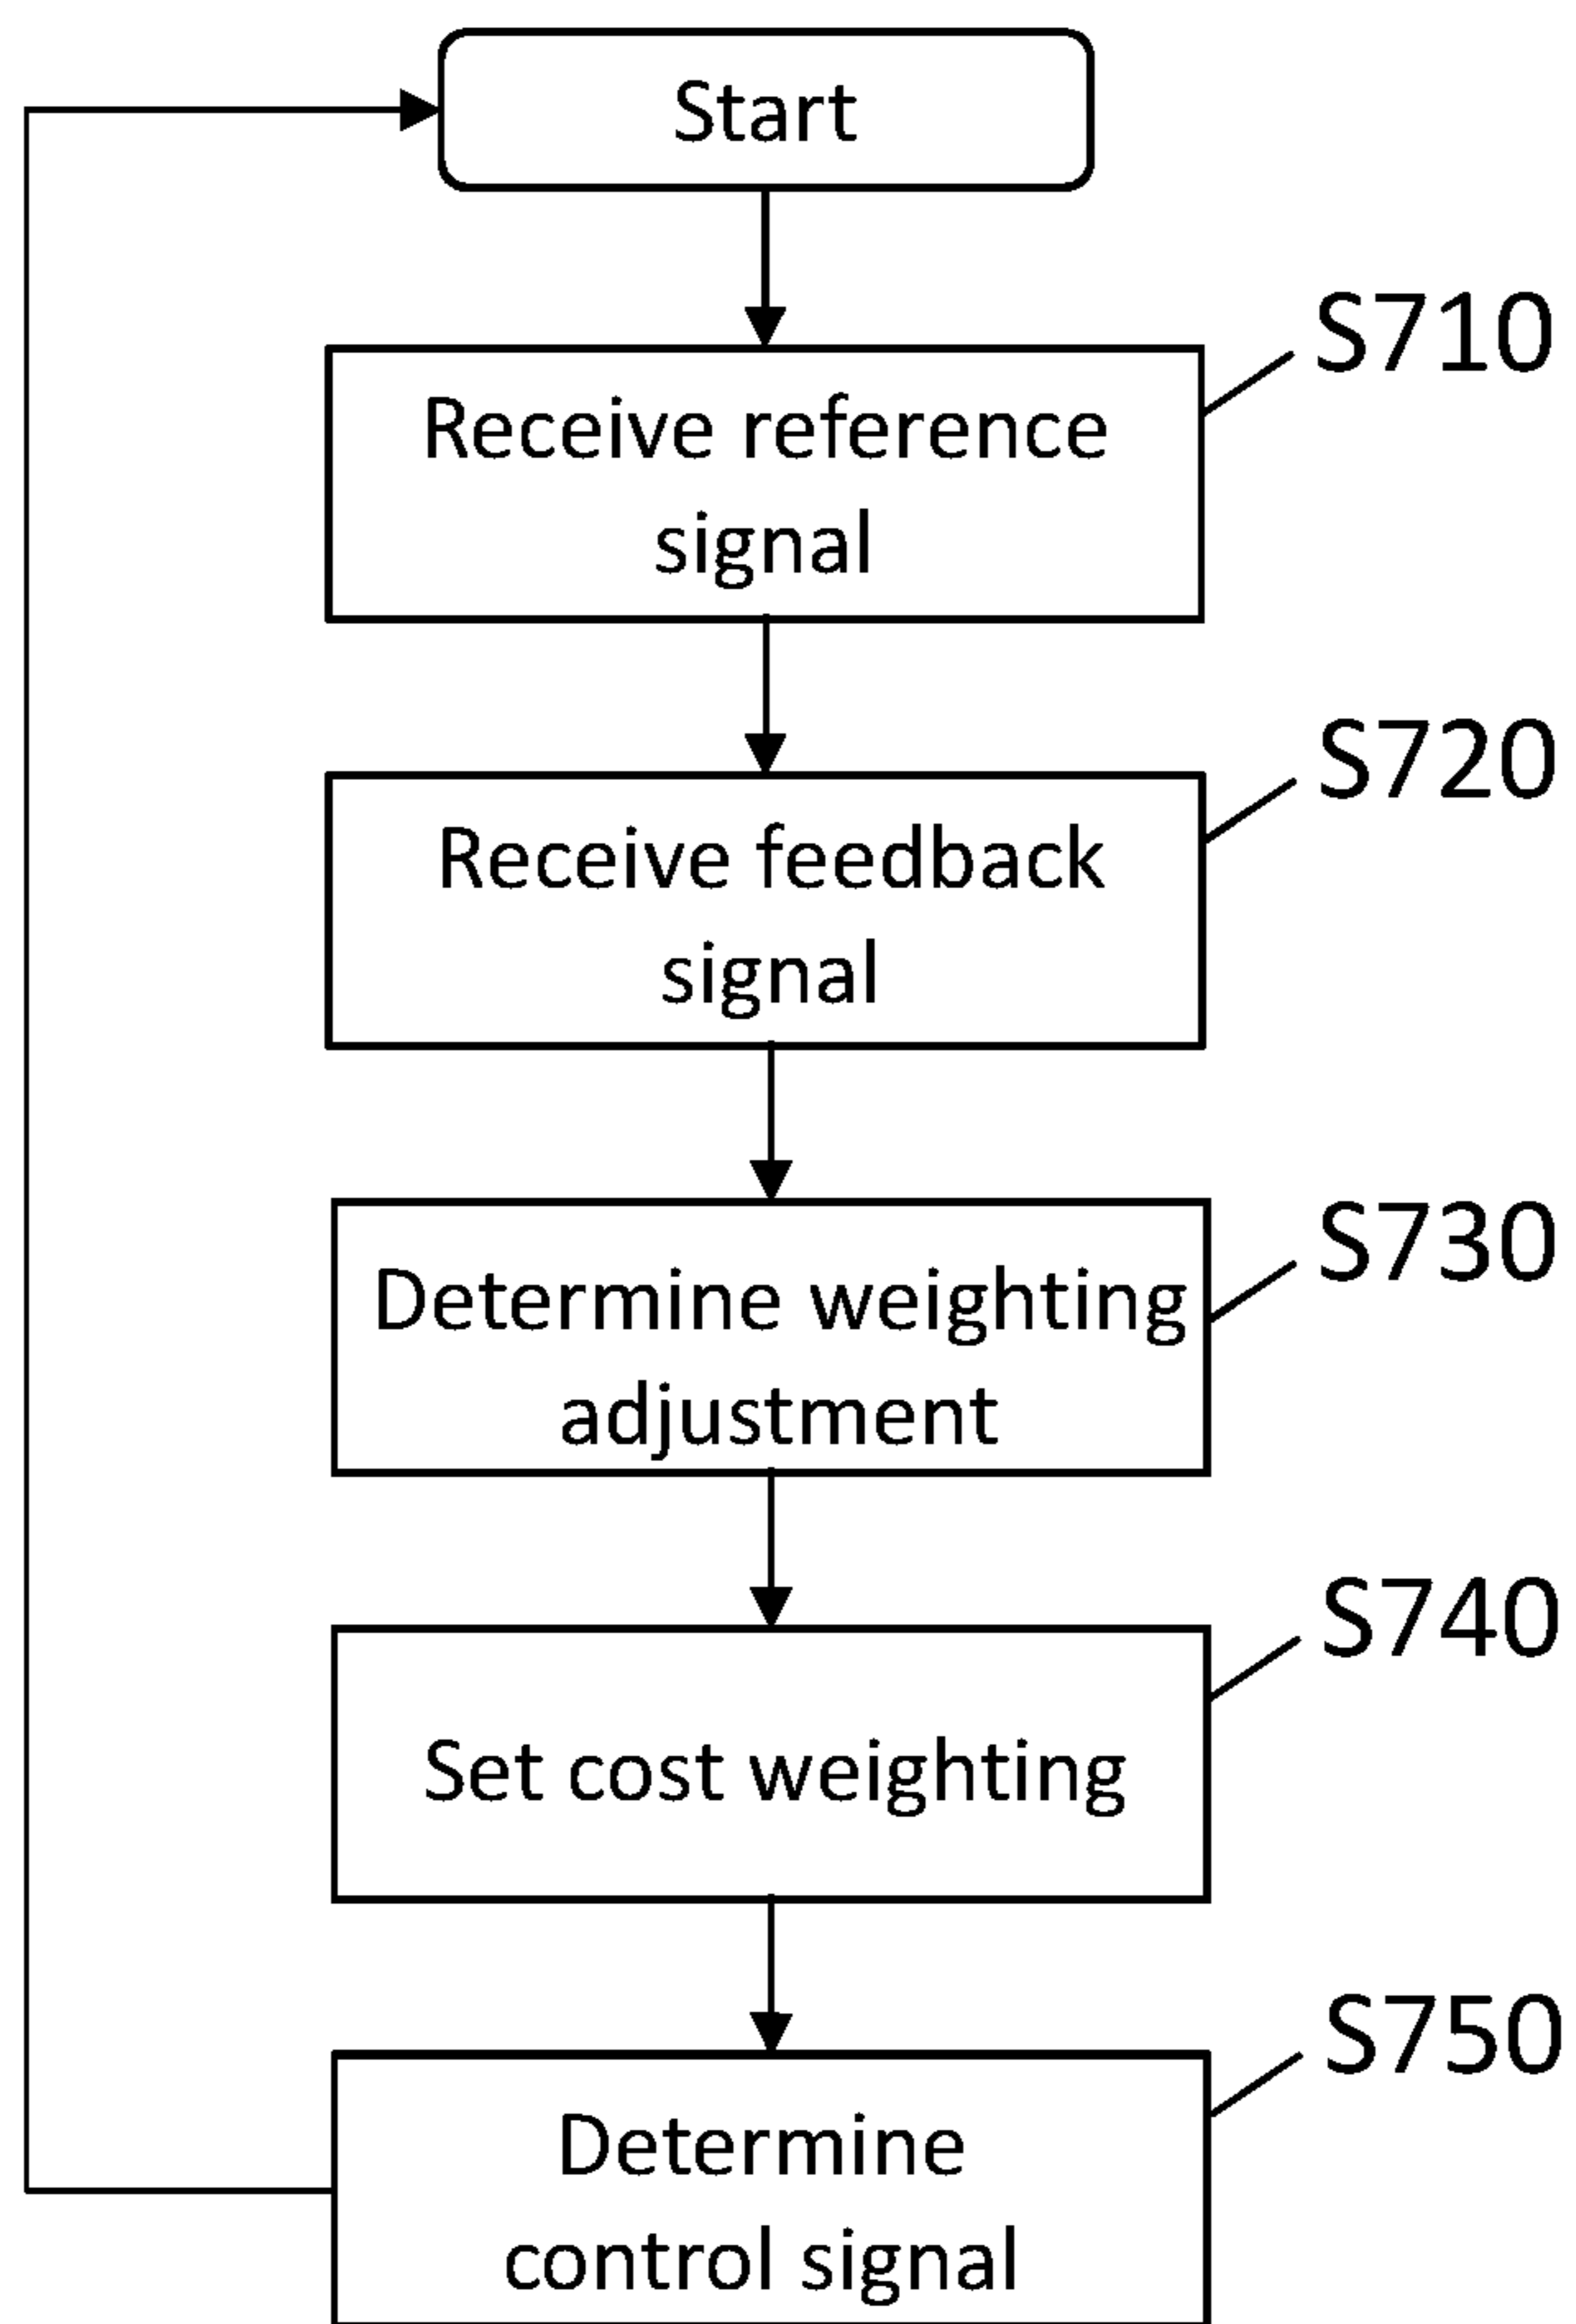 Start
S710
Receive reference
signal
S720
Receive feedback
signal
S730
Determine weighting
adjustment
S740
Set cost weighting
S750
Determine
control signal